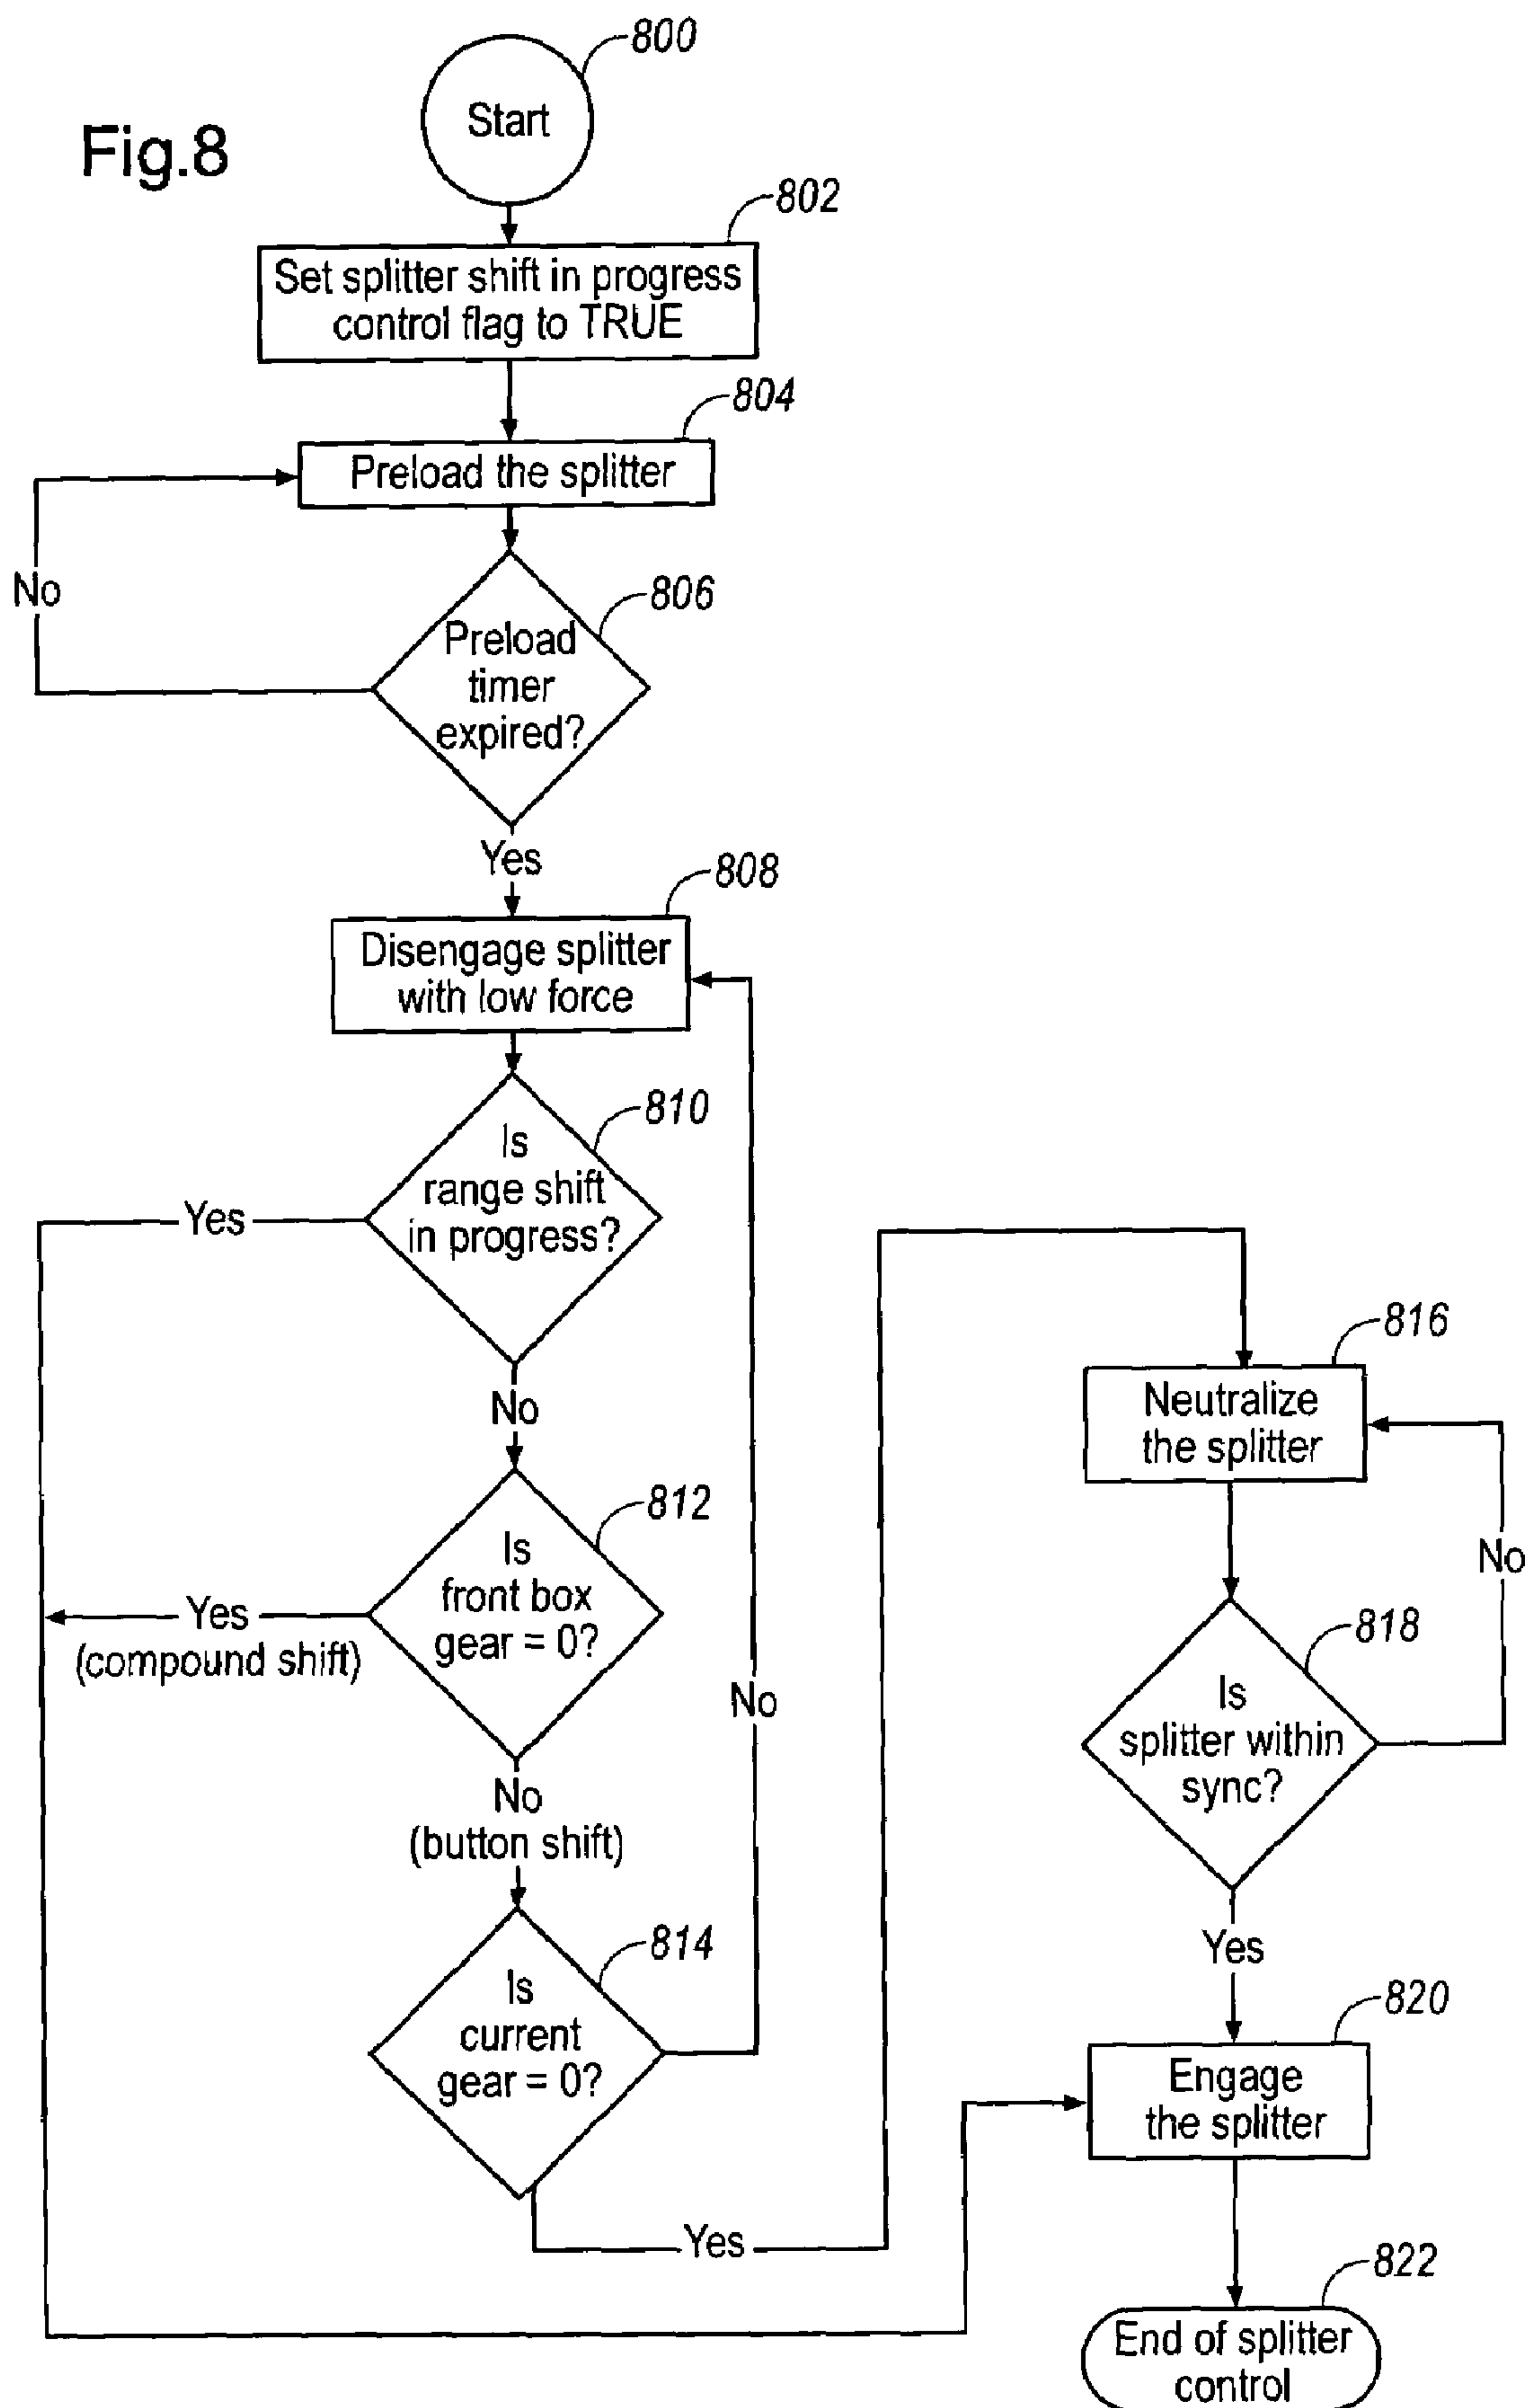 Fig.8
800
Start
802
Set splitter shift in progress
control flag to TRUE
804
Preload the splitter
No
806
Preload
timer
expired?
Yes
808
Disengage splitter
with low force
810
Is
range shift
in progress?
Yes
No
812
Is
front box
gear = 0?
Yes
(compound shift)
No
(button shift)
No
814
Is
current
gear = 0?
Yes
816
Neutralize
the splitter
No
818
Is
splitter within
sync?
Yes
820
Engage
the splitter
822
End of splitter
control